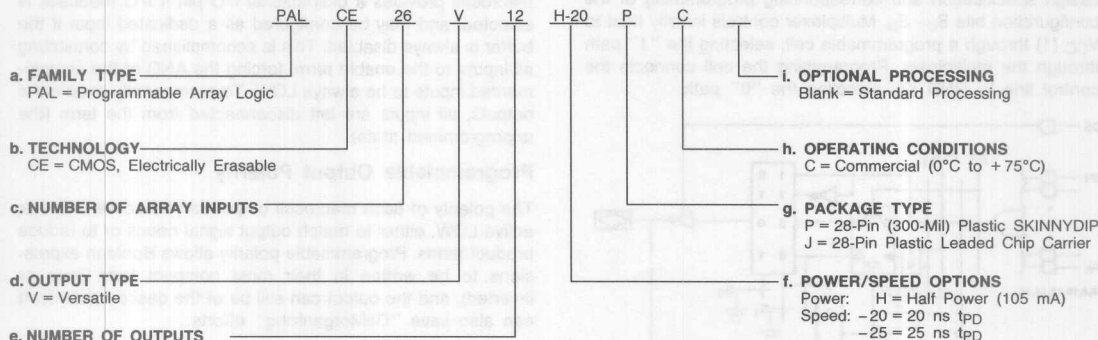 PAL CE 26 V 12 H-20 P C
a. FAMILY TYPE
PAL = Programmable Array Logic
b. TECHNOLOGY
CE = CMOS, Electrically Erasable
c. NUMBER OF ARRAY INPUTS
d. OUTPUT TYPE
V = Versatile
e. NUMBER OF OUTPUTS
i. OPTIONAL PROCESSING
Blank = Standard Processing
h. OPERATING CONDITIONS
C = Commercial (0°C to +75°C)
g. PACKAGE TYPE
P = 28-Pin (300-Mil) Plastic SKINNYDIP
J = 28-Pin Plastic Leaded Chip Carrier
f. POWER/SPEED OPTIONS
Power: H = Half Power (105 mA)
Speed: -20 = 20 ns tPD
-25 = 25 ns tPD